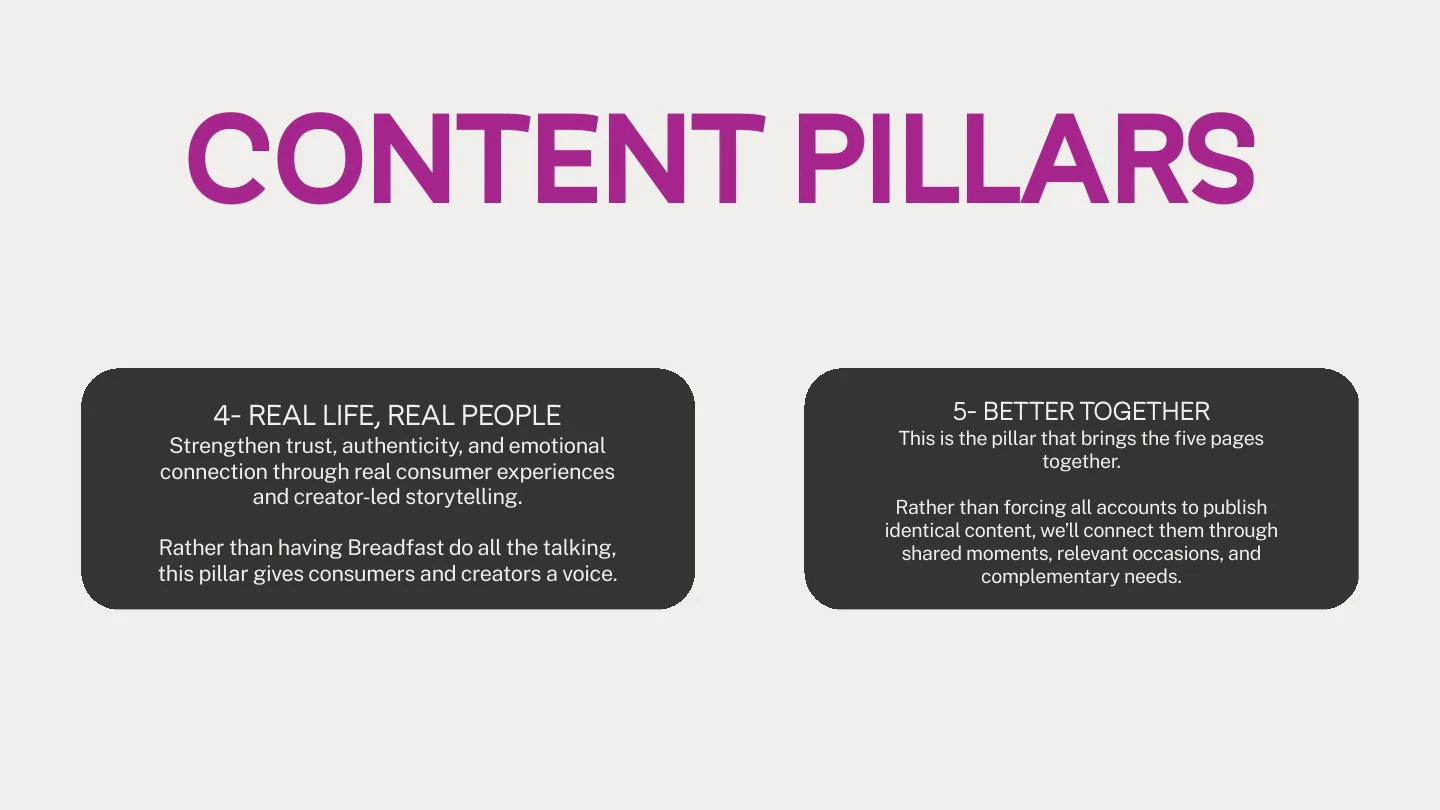 CONTENT PILLARS
4- REAL LIFE, REAL PEOPLE
Strengthen trust, authenticity, and emotional
connection through real consumer experiences
and creator-led storytelling.
Rather than having Breadfast do all the talking,
this pillar gives consumers and creators a voice.
5- BETTER TOGETHER
This is the pillar that brings the five pages
together.
Rather than forcing all accounts to publish
identical content, we’ll connect them through
shared moments, relevant occasions, and
complementary needs.